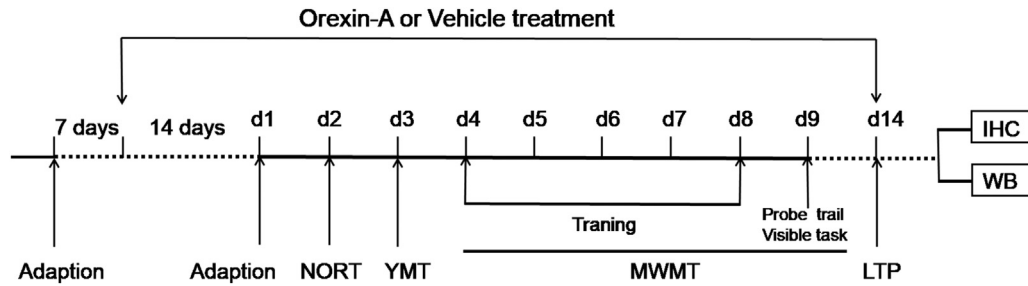 Orexin-A or Vehicle treatment
7 days 14 days d1 d2 d3 d4 d5 d6 d7 d8 d9 d14
IHC
WB
Traning
Probe trail
Visible task
Adaption Adaption NORT YMT MWMT LTP